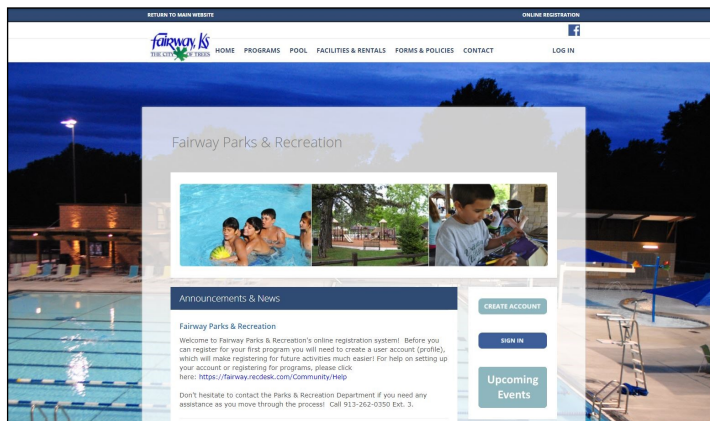 RETURN TO MAIN WEBSITE
ONLINE REGISTRATION
fairway, KS
THE CITY OF TREES
HOME PROGRAMS POOL FACILITIES & RENTALS FORMS & POLICIES CONTACT
LOG IN
Fairway Parks & Recreation
Announcements & News
Fairway Parks & Recreation
Welcome to Fairway Parks & Recreation's online registration system! Before you
can register for your first program you will need to create a user account (profile),
which will make registering for future activities much easier! For help on setting up
your account or registering for programs, please click
here: https://fairway.recdesk.com/Community/Help
Don't hesitate to contact the Parks & Recreation Department if you need any
assistance as you move through the process! Call 913-262-0350 Ext. 3.
CREATE ACCOUNT
SIGN IN
Upcoming
Events